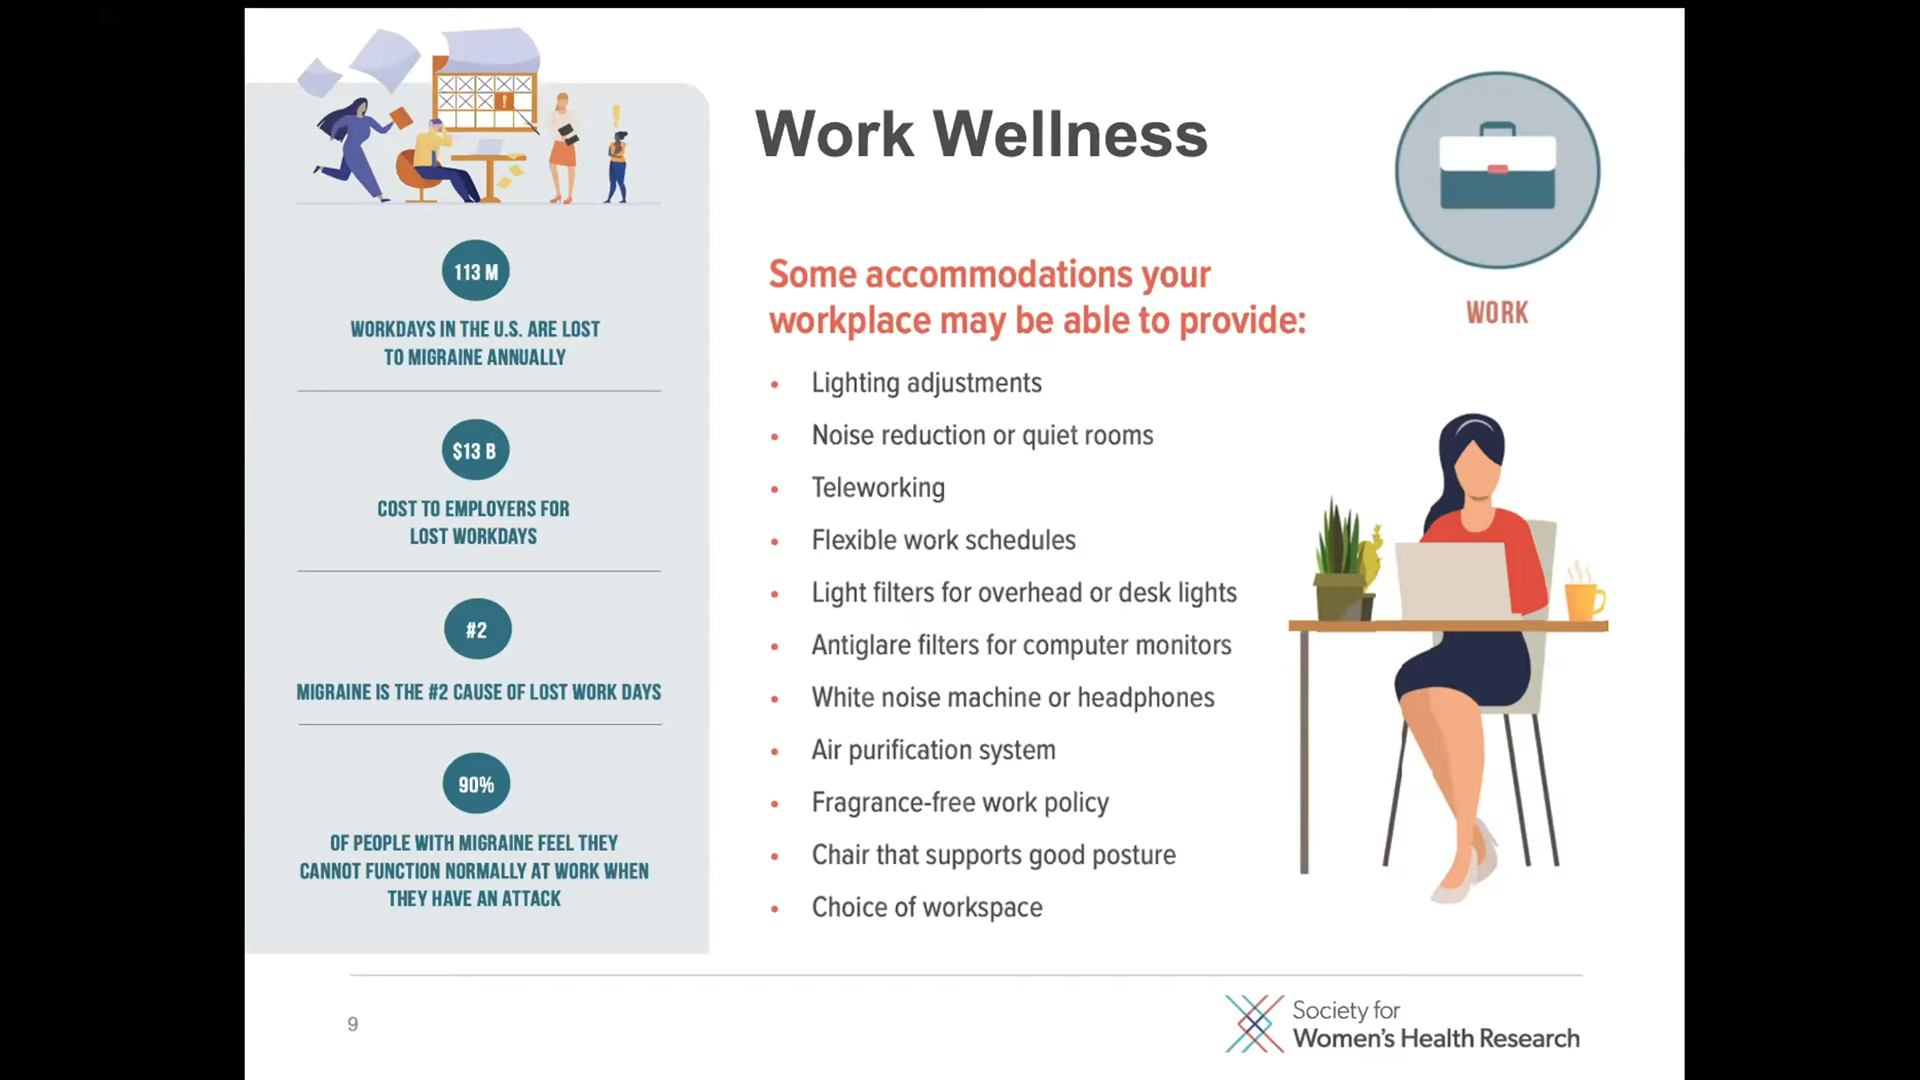 Work Wellness
WORK
113 M
WORKDAYS IN THE U.S. ARE LOST
TO MIGRAINE ANNUALLY
$13 B
COST TO EMPLOYERS FOR
LOST WORKDAYS
#2
MIGRAINE IS THE #2 CAUSE OF LOST WORK DAYS
90%
OF PEOPLE WITH MIGRAINE FEEL THEY
CANNOT FUNCTION NORMALLY AT WORK WHEN
THEY HAVE AN ATTACK
Some accommodations your
workplace may be able to provide:
• Lighting adjustments
• Noise reduction or quiet rooms
• Teleworking
• Flexible work schedules
• Light filters for overhead or desk lights
• Antiglare filters for computer monitors
• White noise machine or headphones
• Air purification system
• Fragrance-free work policy
• Chair that supports good posture
• Choice of workspace
9
Society for
Women's Health Research